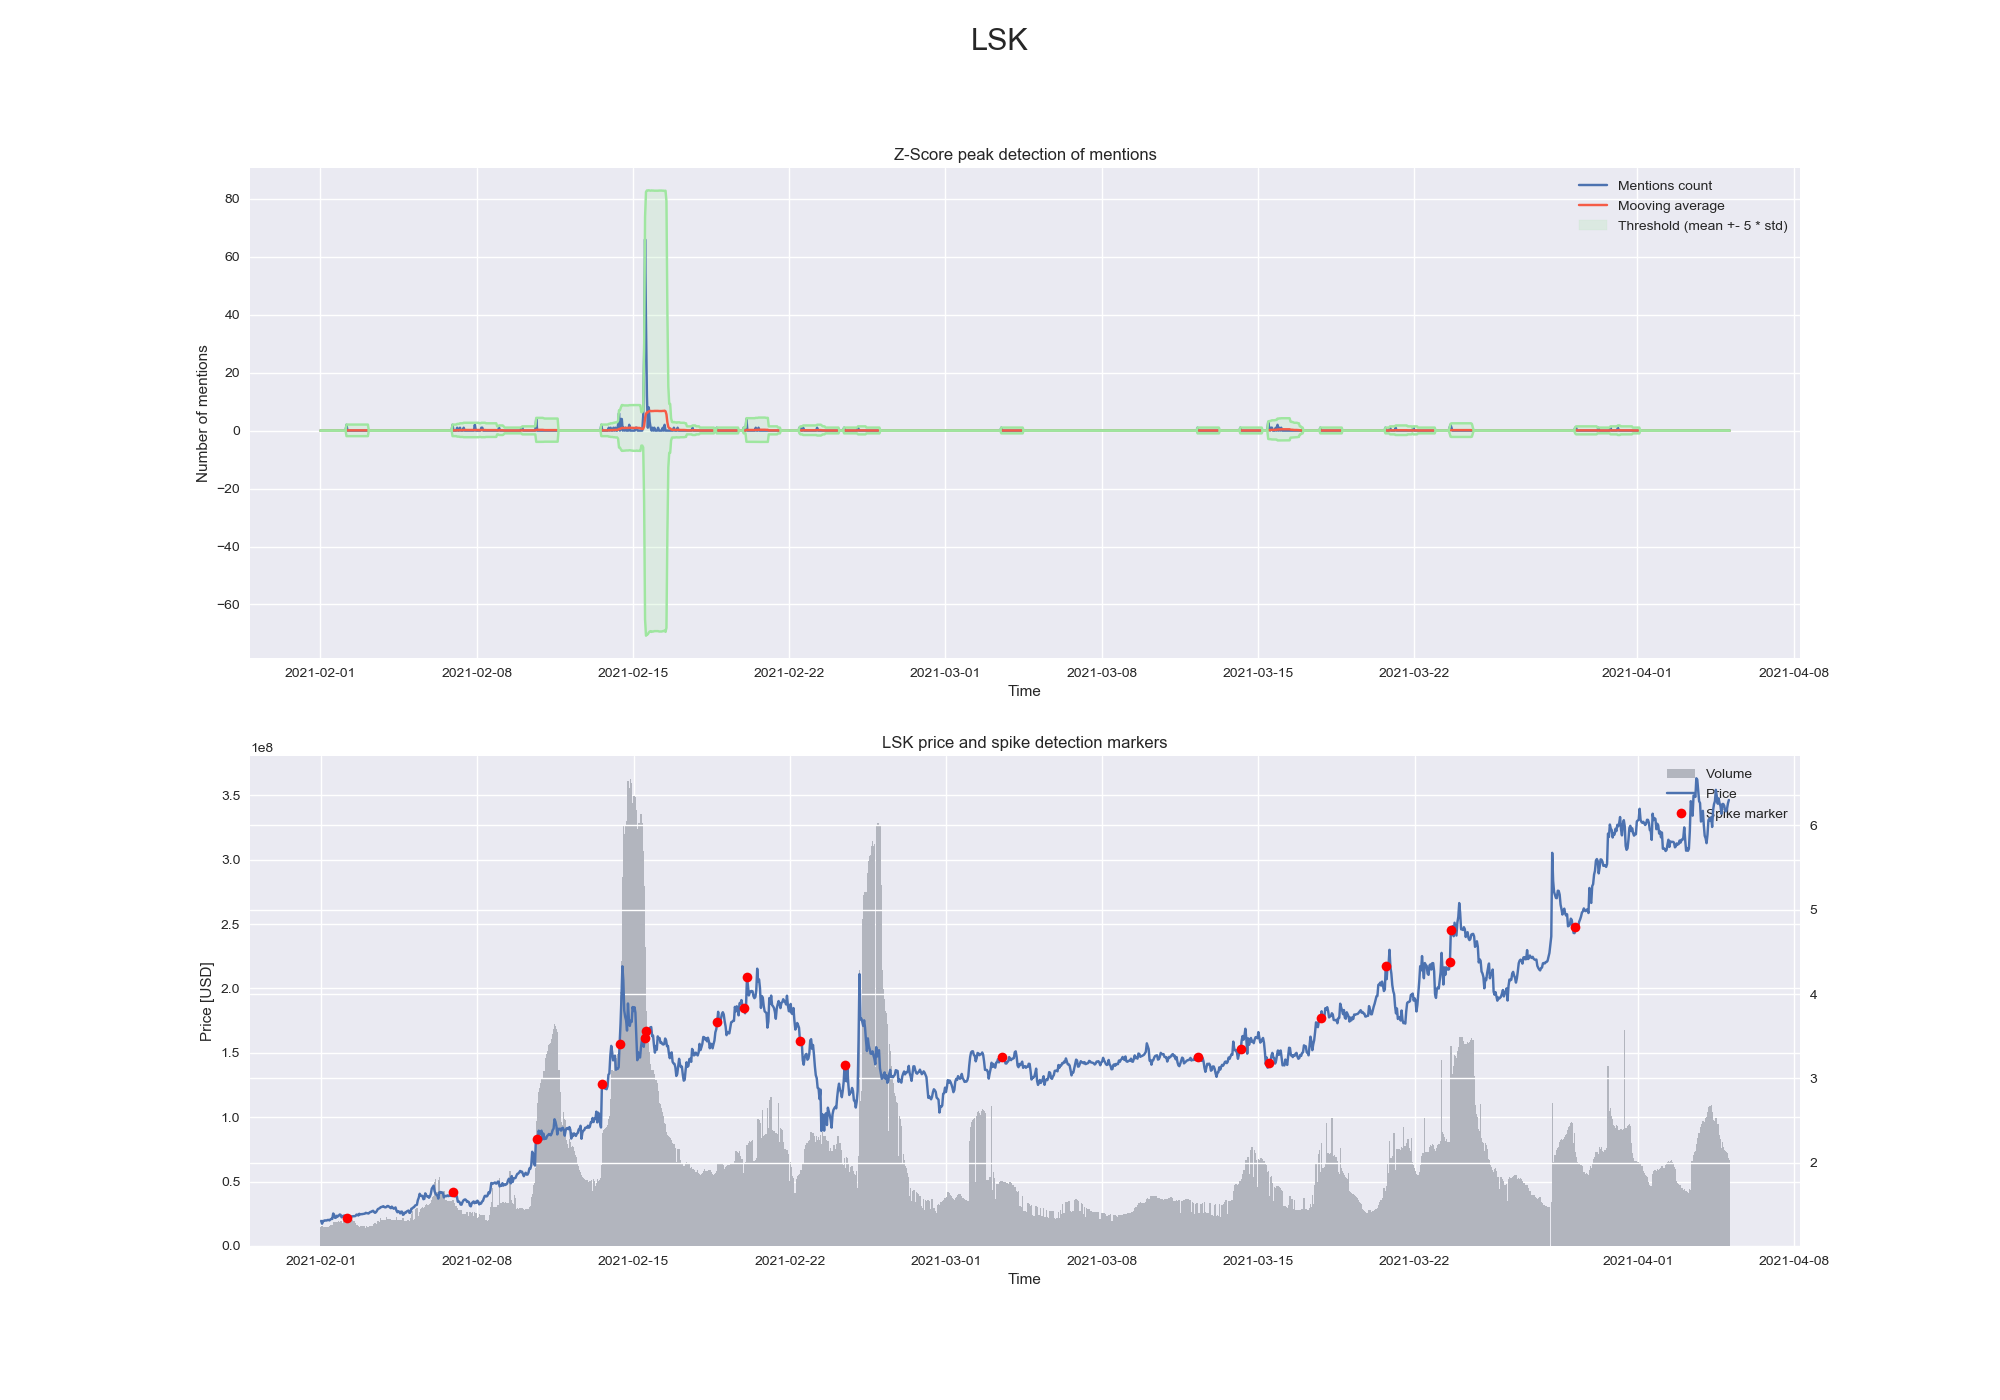 LSK
Z-Score peak detection of mentions
Mentions count
Mooving average
Threshold (mean +- 5 * std)
Number of mentions
80
60
40
20
0
−20
−40
−60
2021-02-01 2021-02-08 2021-02-15 2021-02-22 2021-03-01 2021-03-08 2021-03-15 2021-03-22 2021-04-01 2021-04-08
Time
LSK price and spike detection markers
1e8
Volume
Price
Spike marker
Price [USD]
3.5
3.0
2.5
2.0
1.5
1.0
0.5
0.0
6
5
4
3
2
2021-02-01 2021-02-08 2021-02-15 2021-02-22 2021-03-01 2021-03-08 2021-03-15 2021-03-22 2021-04-01 2021-04-08
Time